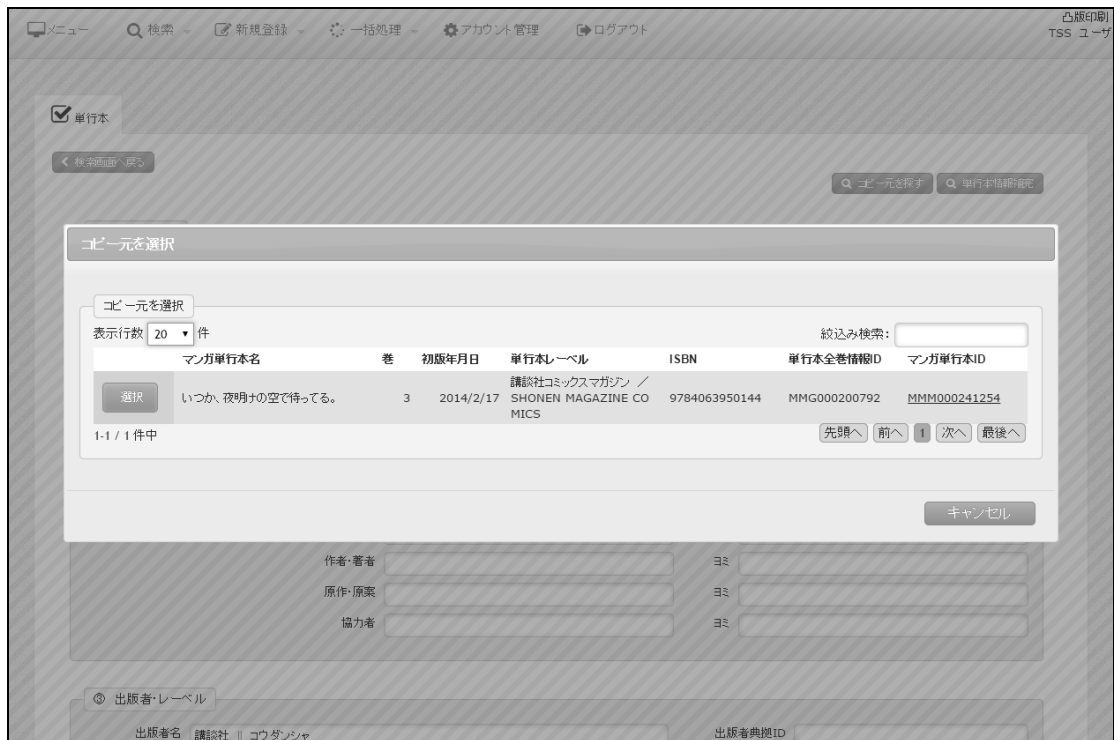 メニュー 検索 新規登録 一括処理 アカウント管理 ログアウト
凸版印刷
TSS ユーザ
単行本
検索画面へ戻る
コピー元を探す 単行本情報補完
コピー元を選択
コピー元を選択
表示行数 20 件 絞込み検索:
マンガ単行本名 巻 初版年月日 単行本レーベル ISBN 単行本全巻情報ID マンガ単行本ID
選択 いつか、夜明けの空で待ってる。 3 2014/2/17 講談社コミックスマガジン / SHONEN MAGAZINE CO
MICS 9784063950144 MMG000200792 MMM000241254
1-1 / 1 件中 先頭へ 前へ 1 次へ 最後へ
キャンセル
作者・著者 ヨミ
原作・原案 ヨミ
協力者 ヨミ
③ 出版者・レーベル
出版者名 講談社 || コウダンシャ 出版者典拠ID